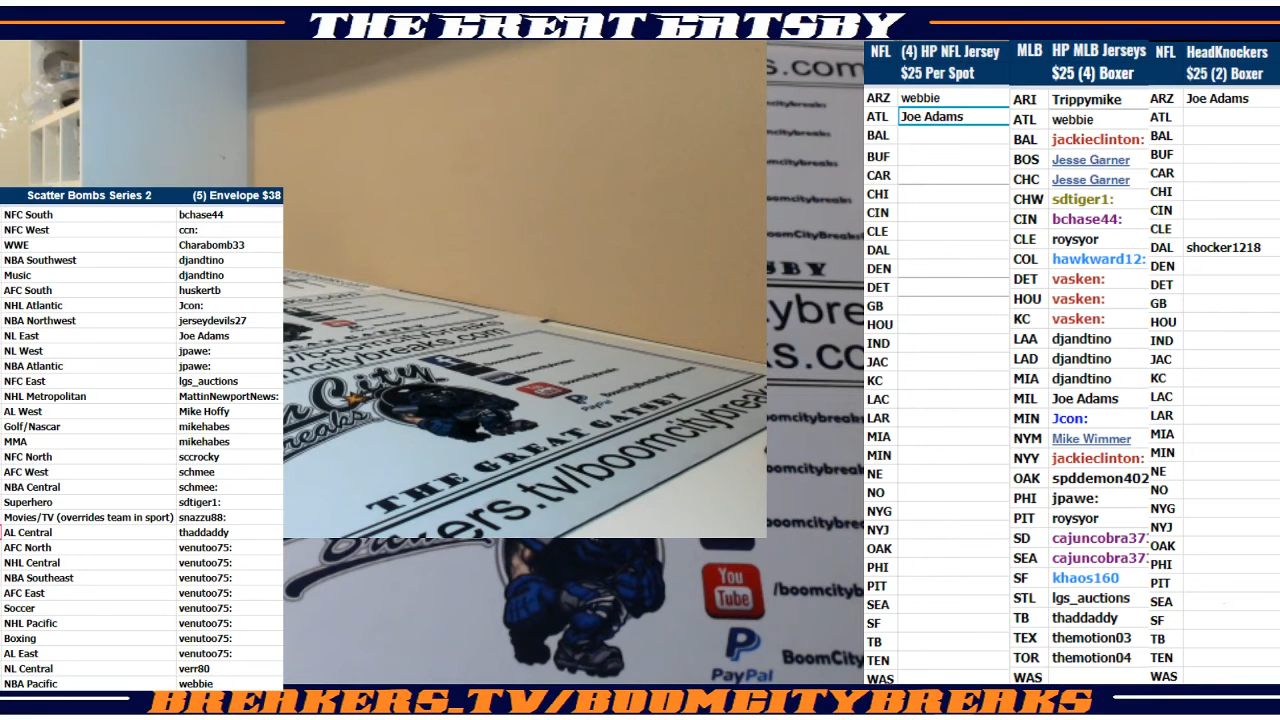 THE GREAT GATSBY
Scatter Bombs Series 2 (5) Envelope $38
NFC South bchase44
NFC West ccn:
WWE Charabomb33
NBA Southwest djandtino
Music djandtino
AFC South huskertb
NHL Atlantic Jcon:
NBA Northwest jerseydevils27
NL East Joe Adams
NL West jpawe:
NBA Atlantic jpawe:
NFC East lgs_auctions
NHL Metropolitan MattinNewportNews:
AL West Mike Hoffy
Golf/Nascar mikehabes
MMA mikehabes
NFC North sccrocky
AFC West schmee
NBA Central schmee:
Superhero sdtiger1:
Movies/TV (overrides team in sport) snazzu88:
AL Central thaddaddy
AFC North venutoo75:
NHL Central venutoo75:
NBA Southeast venutoo75:
AFC East venutoo75:
Soccer venutoo75:
NHL Pacific venutoo75:
Boxing venutoo75:
AL East venutoo75:
NL Central verr80
NBA Pacific webbie
THE GREAT GATSBY
kers.tv/boomcitybreaks
PayPal
You
Tube
/boomcityb
PayPal
BoomCity
NFL (4) HP NFL Jersey
$25 Per Spot
ARZ webbie
ATL Joe Adams
BAL
BUF
CAR
CHI
CIN
CLE
DAL
DEN
DET
GB
HOU
IND
JAC
KC
LAC
LAR
MIA
MIN
NE
NO
NYG
NYJ
OAK
PHI
PIT
SEA
SF
TB
TEN
WAS
MLB HP MLB Jerseys
$25 (4) Boxer
ARI Trippymike
ATL webbie
BAL jackieclinton:
BOS Jesse Garner
CHC Jesse Garner
CHW sdtiger1:
CIN bchase44:
CLE roysyor
COL hawkward12:
DET vasken:
HOU vasken:
KC vasken:
LAA djandtino
LAD djandtino
MIA djandtino
MIL Joe Adams
MIN Jcon:
NYM Mike Wimmer
NYY jackieclinton:
OAK spddemon402
PHI jpawe:
PIT roysyor
SD cajuncobra37
SEA cajuncobra37
SF khaos160
STL lgs_auctions
TB thaddaddy
TEX themotion03
TOR themotion04
WAS
NFL HeadKnockers
$25 (2) Boxer
ARZ Joe Adams
ATL
BAL
BUF
CAR
CHI
CIN
CLE
DAL shocker1218
DEN
DET
GB
HOU
IND
JAC
KC
LAC
LAR
MIA
MIN
NE
NO
NYG
NYJ
OAK
PHI
PIT
SEA
SF
TB
TEN
WAS
BREAKERS.TV/BOOMCITYBREAKS